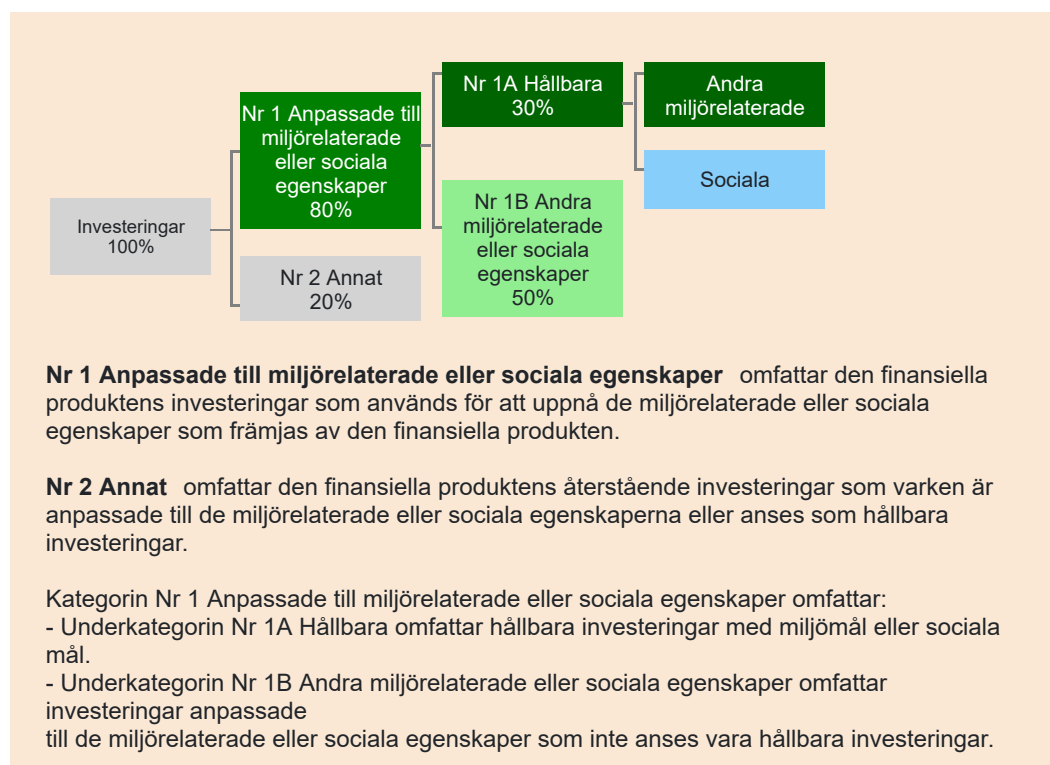 Nr 1A Hållbara
30%
Andra
miljörelaterade
Nr 1 Anpassade till
miljörelaterade
eller sociala
egenskaper
80%
Sociala
Nr 1B Andra
miljörelaterade
eller sociala
egenskaper
50%
Investeringar
100%
Nr 2 Annat
20%
Nr 1 Anpassade till miljörelaterade eller sociala egenskaper omfattar den finansiella
produktens investeringar som används för att uppnå de miljörelaterade eller sociala
egenskaper som främjas av den finansiella produkten.
Nr 2 Annat omfattar den finansiella produktens återstående investeringar som varken är
anpassade till de miljörelaterade eller sociala egenskaperna eller anses som hållbara
investeringar.
Kategorin Nr 1 Anpassade till miljörelaterade eller sociala egenskaper omfattar:
- Underkategorin Nr 1A Hållbara omfattar hållbara investeringar med miljömål eller sociala
mål.
- Underkategorin Nr 1B Andra miljörelaterade eller sociala egenskaper omfattar
investeringar anpassade
till de miljörelaterade eller sociala egenskaper som inte anses vara hållbara investeringar.